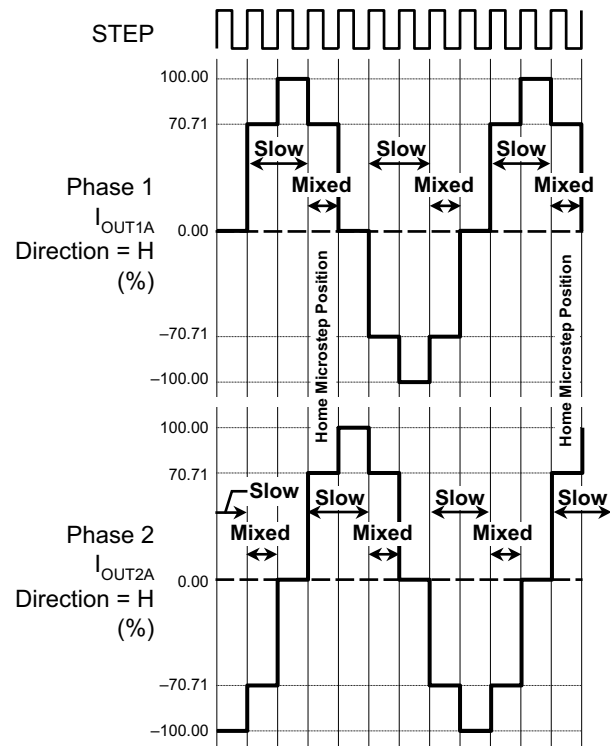 STEP
100.00
70.71
Slow
Slow
Slow
Mixed
Mixed
Mixed
Phase 1
I_OUT1A
Direction = H
(%)
0.00
–70.71
–100.00
Home Microstep Position
Home Microstep Position
100.00
70.71
Slow
Slow
Slow
Slow
Mixed
Mixed
Mixed
Phase 2
I_OUT2A
Direction = H
(%)
0.00
–70.71
–100.00